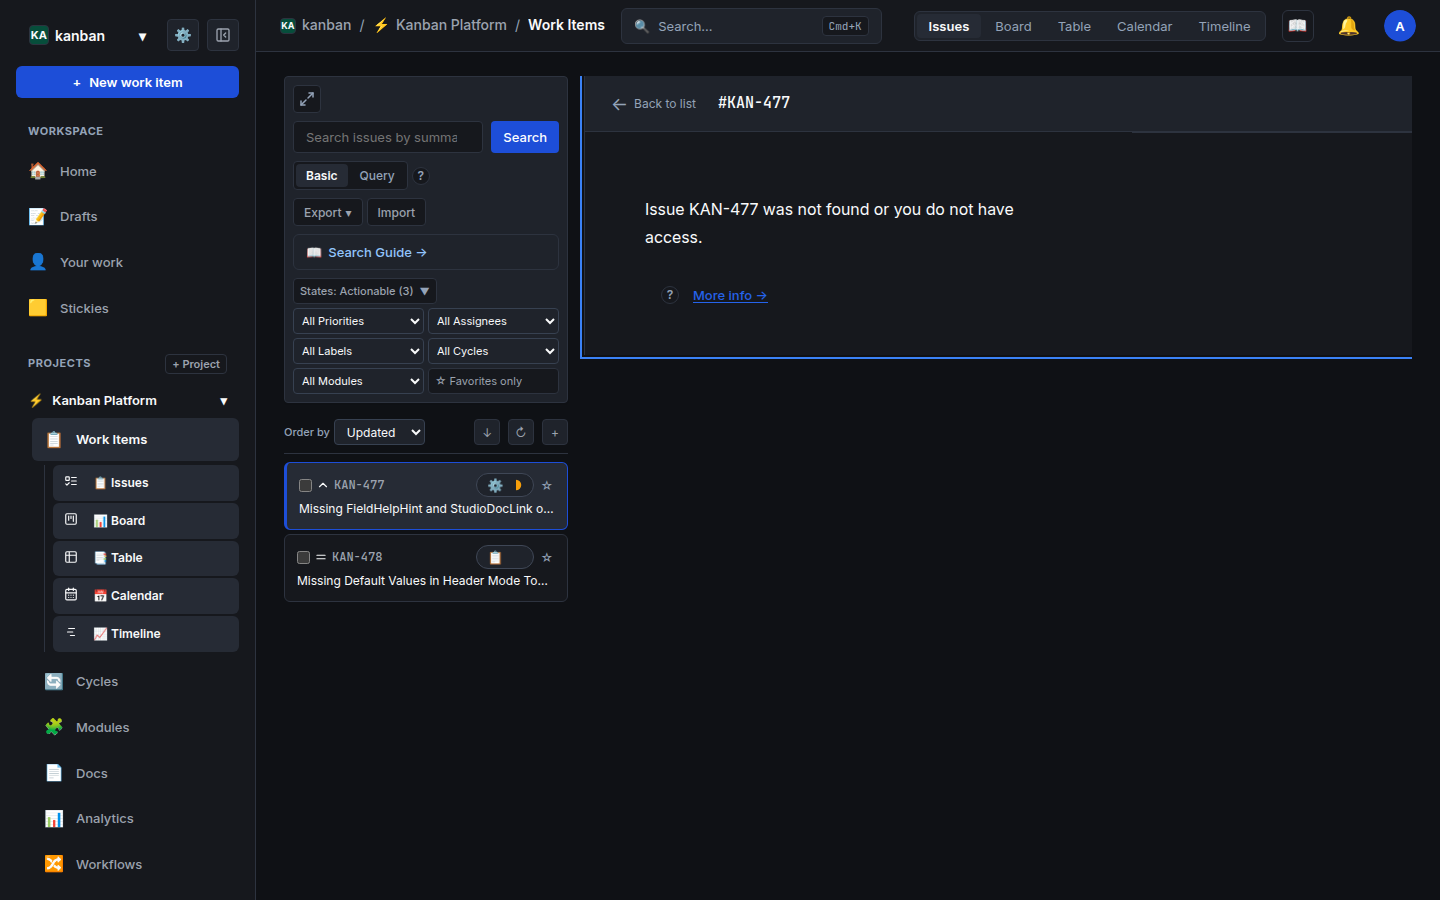 KA kanban ▾
+ New work item
WORKSPACE
Home
Drafts
Your work
Stickies
PROJECTS
+ Project
Kanban Platform ▾
Work Items
Issues
Board
Table
Calendar
Timeline
Cycles
Modules
Docs
Analytics
Workflows
KA kanban / ⚡ Kanban Platform / Work Items
Search... Cmd+K
Issues Board Table Calendar Timeline
A
Search issues by summa
Search
Basic Query ?
Export ▾ Import
Search Guide →
States: Actionable (3) ▼
All Priorities All Assignees
All Labels All Cycles
All Modules ☆ Favorites only
Order by Updated ↓ ↻ +
KAN-477 ☆
Missing FieldHelpHint and StudioDocLink o...
KAN-478 ☆
Missing Default Values in Header Mode To...
← Back to list #KAN-477
Issue KAN-477 was not found or you do not have
access.
? More info →